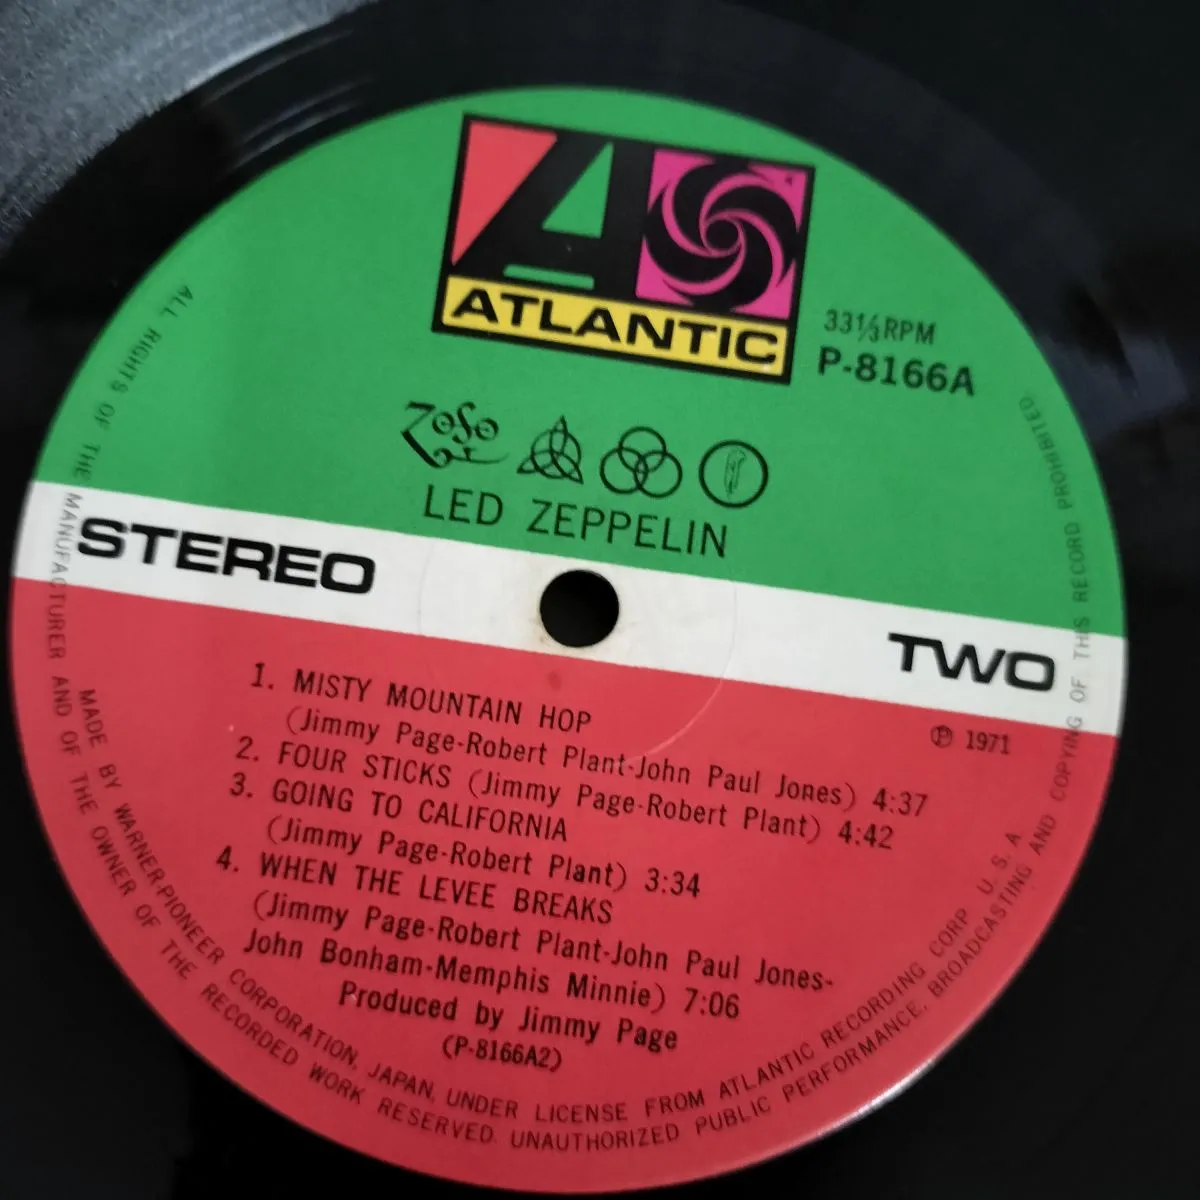 ATLANTIC
33⅓RPM
P-8166A
ZoSo
LED ZEPPELIN
STEREO
TWO
℗ 1971
1. MISTY MOUNTAIN HOP
(Jimmy Page-Robert Plant-John Paul Jones) 4:37
2. FOUR STICKS (Jimmy Page-Robert Plant) 4:42
3. GOING TO CALIFORNIA
(Jimmy Page-Robert Plant) 3:34
4. WHEN THE LEVEE BREAKS
(Jimmy Page-Robert Plant-John Paul Jones-
John Bonham-Memphis Minnie) 7:06
Produced by Jimmy Page
(P-8166A2)
MADE BY WARNER-PIONEER CORPORATION, JAPAN, UNDER LICENSE FROM ATLANTIC RECORDING CORP. U.S.A
ALL RIGHTS OF THE MANUFACTURER AND OF THE OWNER OF THE RECORDED WORK RESERVED. UNAUTHORIZED PUBLIC PERFORMANCE, BROADCASTING AND COPYING OF THIS RECORD PROHIBITED.